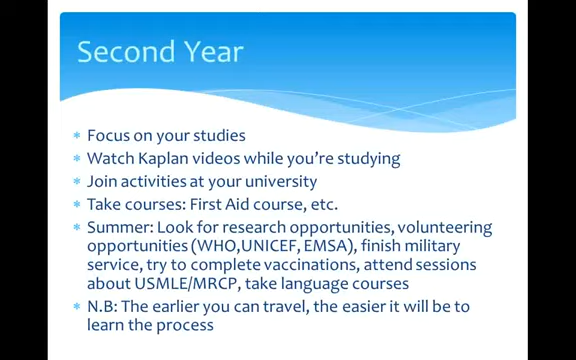 Second Year
* Focus on your studies
* Watch Kaplan videos while you're studying
* Join activities at your university
* Take courses: First Aid course, etc.
* Summer: Look for research opportunities, volunteering
opportunities (WHO,UNICEF, EMSA), finish military
service, try to complete vaccinations, attend sessions
about USMLE/MRCP, take language courses
* N.B: The earlier you can travel, the easier it will be to
learn the process